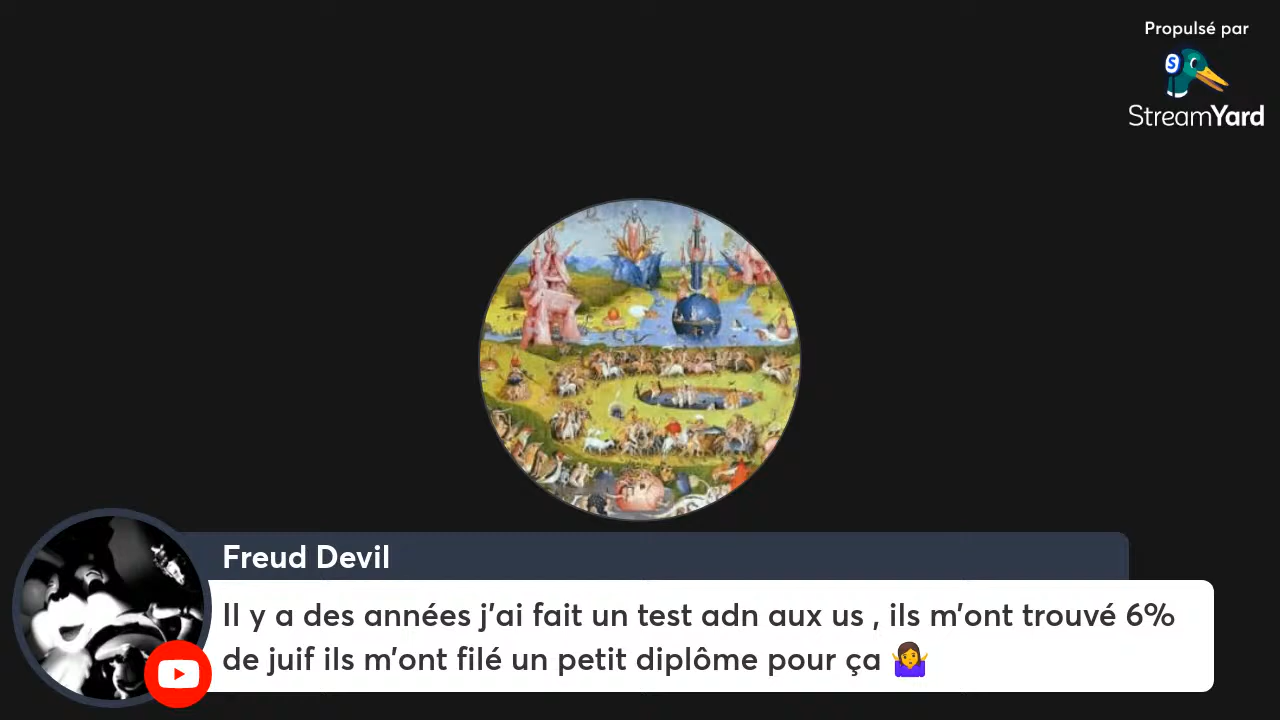 Propulsé par
S
StreamYard
Freud Devil
Il y a des années j'ai fait un test adn aux us , ils m'ont trouvé 6%
de juif ils m'ont filé un petit diplôme pour ça 🤷‍♀️